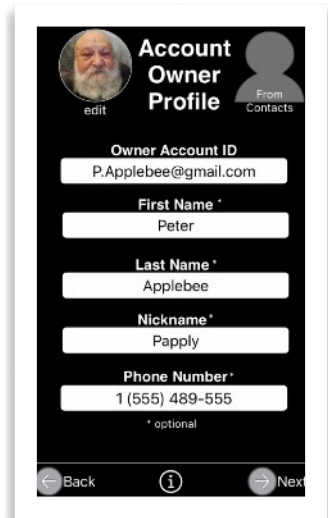 Account
Owner
Profile
edit
From
Contacts
Owner Account ID
P.Applebee@gmail.com
First Name *
Peter
Last Name *
Applebee
Nickname *
Papply
Phone Number *
1 (555) 489-555
* optional
Back
i
Next